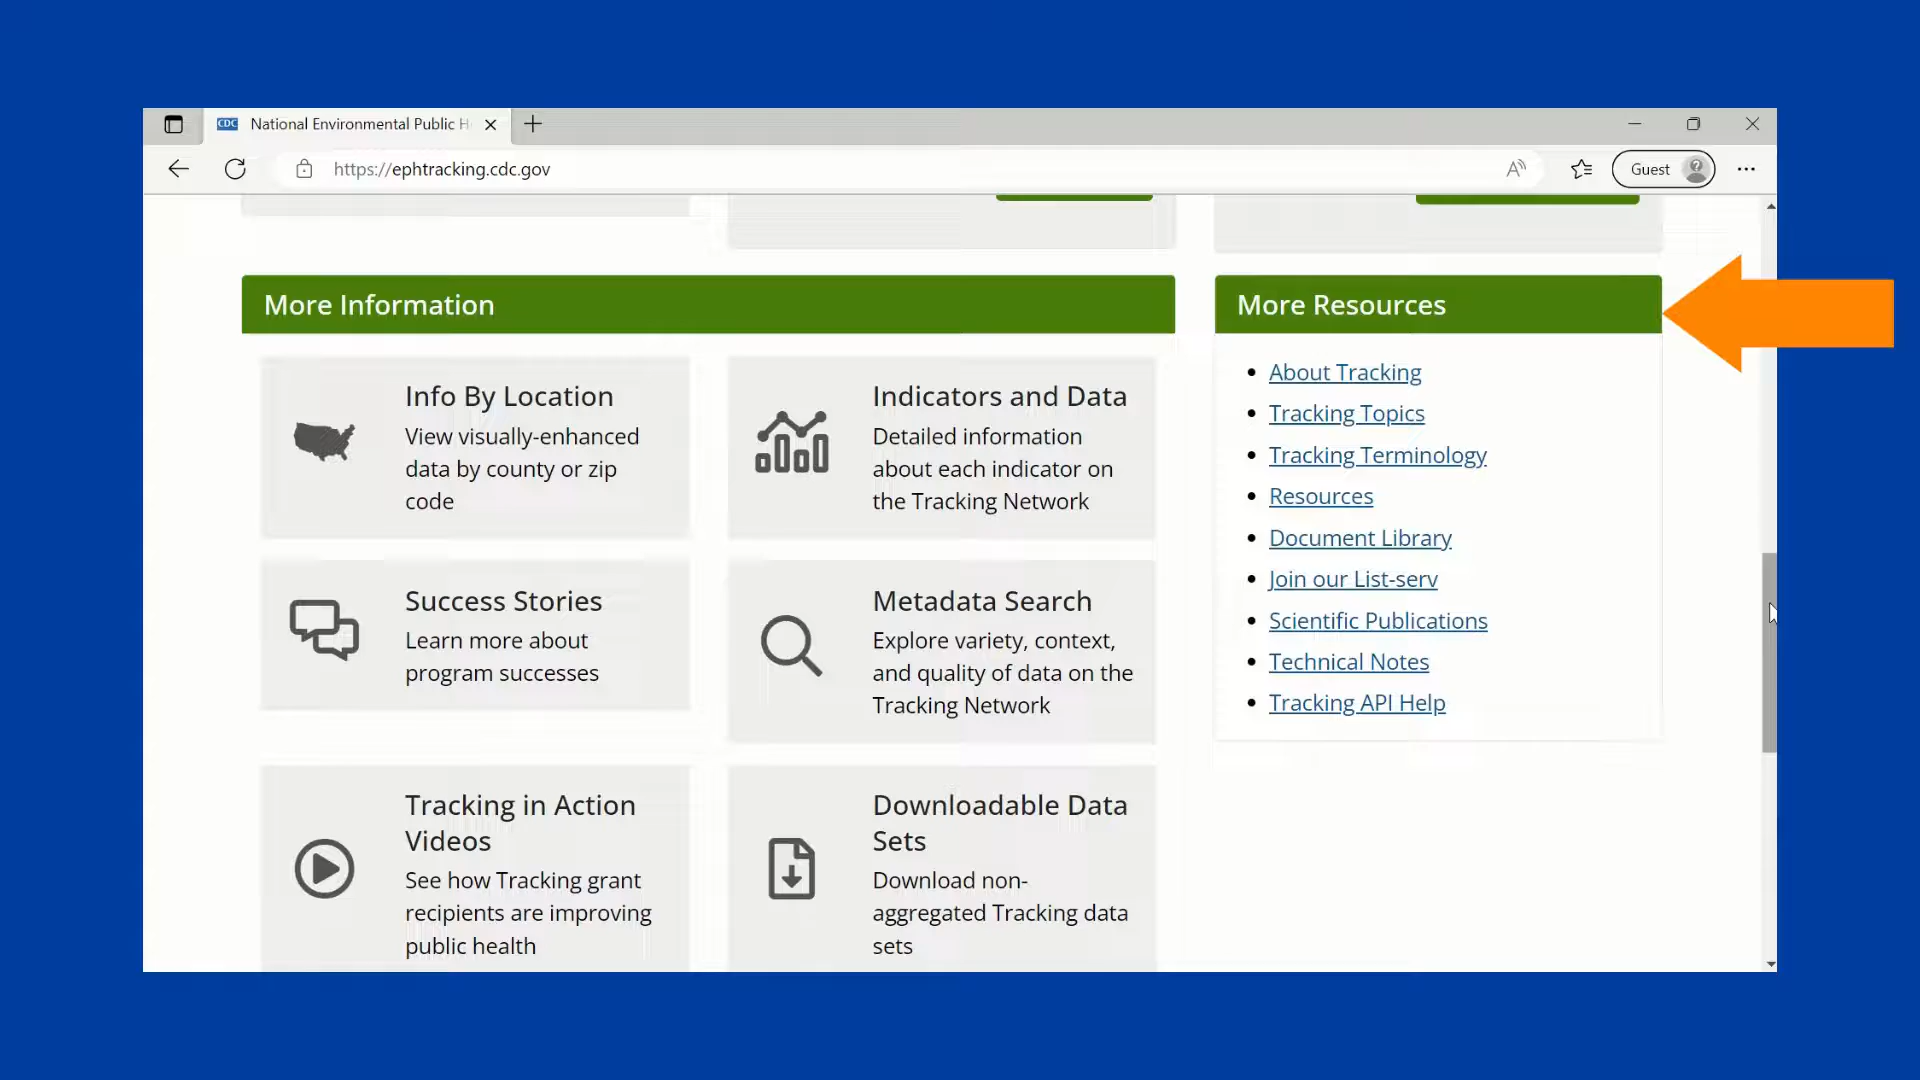 CDC National Environmental Public H
https://ephtracking.cdc.gov
Guest
More Information
Info By Location
View visually-enhanced
data by county or zip
code
Indicators and Data
Detailed information
about each indicator on
the Tracking Network
Success Stories
Learn more about
program successes
Metadata Search
Explore variety, context,
and quality of data on the
Tracking Network
Tracking in Action
Videos
See how Tracking grant
recipients are improving
public health
Downloadable Data
Sets
Download non-
aggregated Tracking data
sets
More Resources
About Tracking
Tracking Topics
Tracking Terminology
Resources
Document Library
Join our List-serv
Scientific Publications
Technical Notes
Tracking API Help